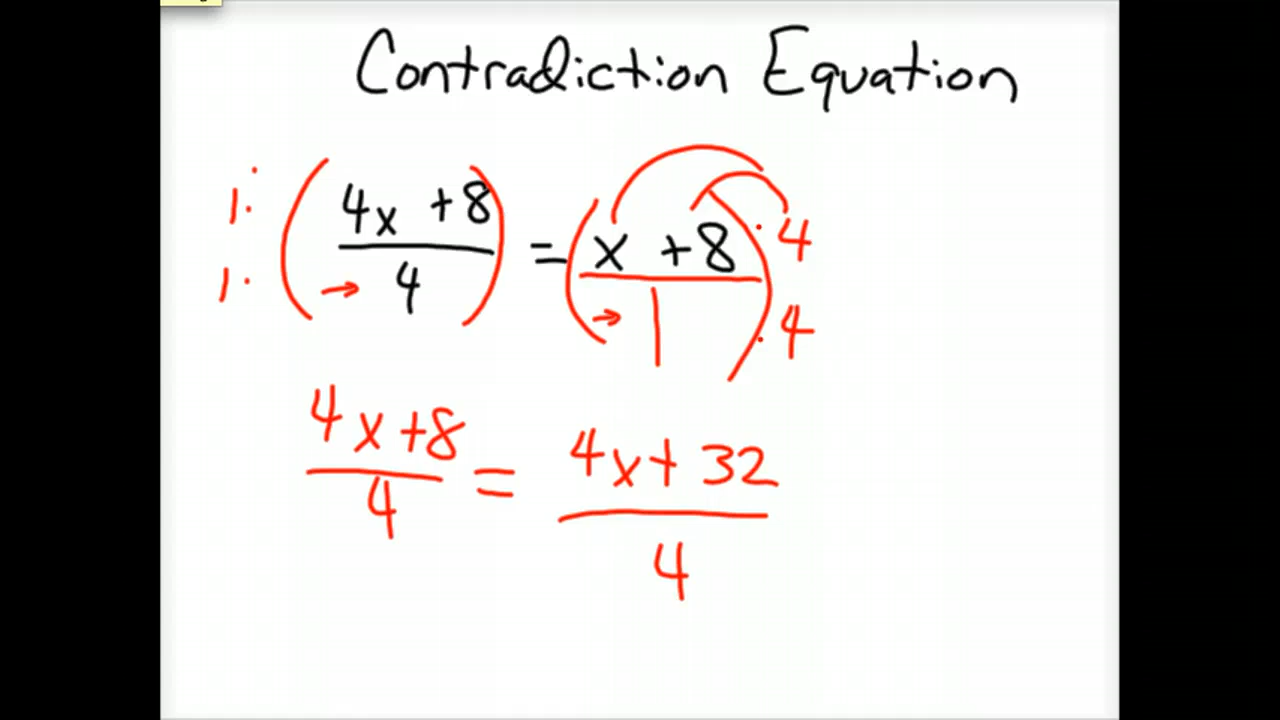 Contradiction Equation
1· (4x + 8) = (x + 8) · 4
1· (→ 4) (→ 1) · 4
4x + 8 = 4x + 32
4 4